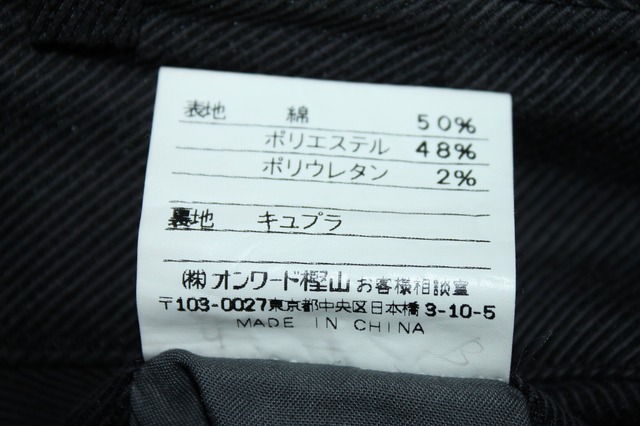 表地 綿 50%
ポリエステル 48%
ポリウレタン 2%
裏地 キュプラ
(株)オンワード樫山 お客様相談室
〒103-0027東京都中央区日本橋3-10-5
MADE IN CHINA